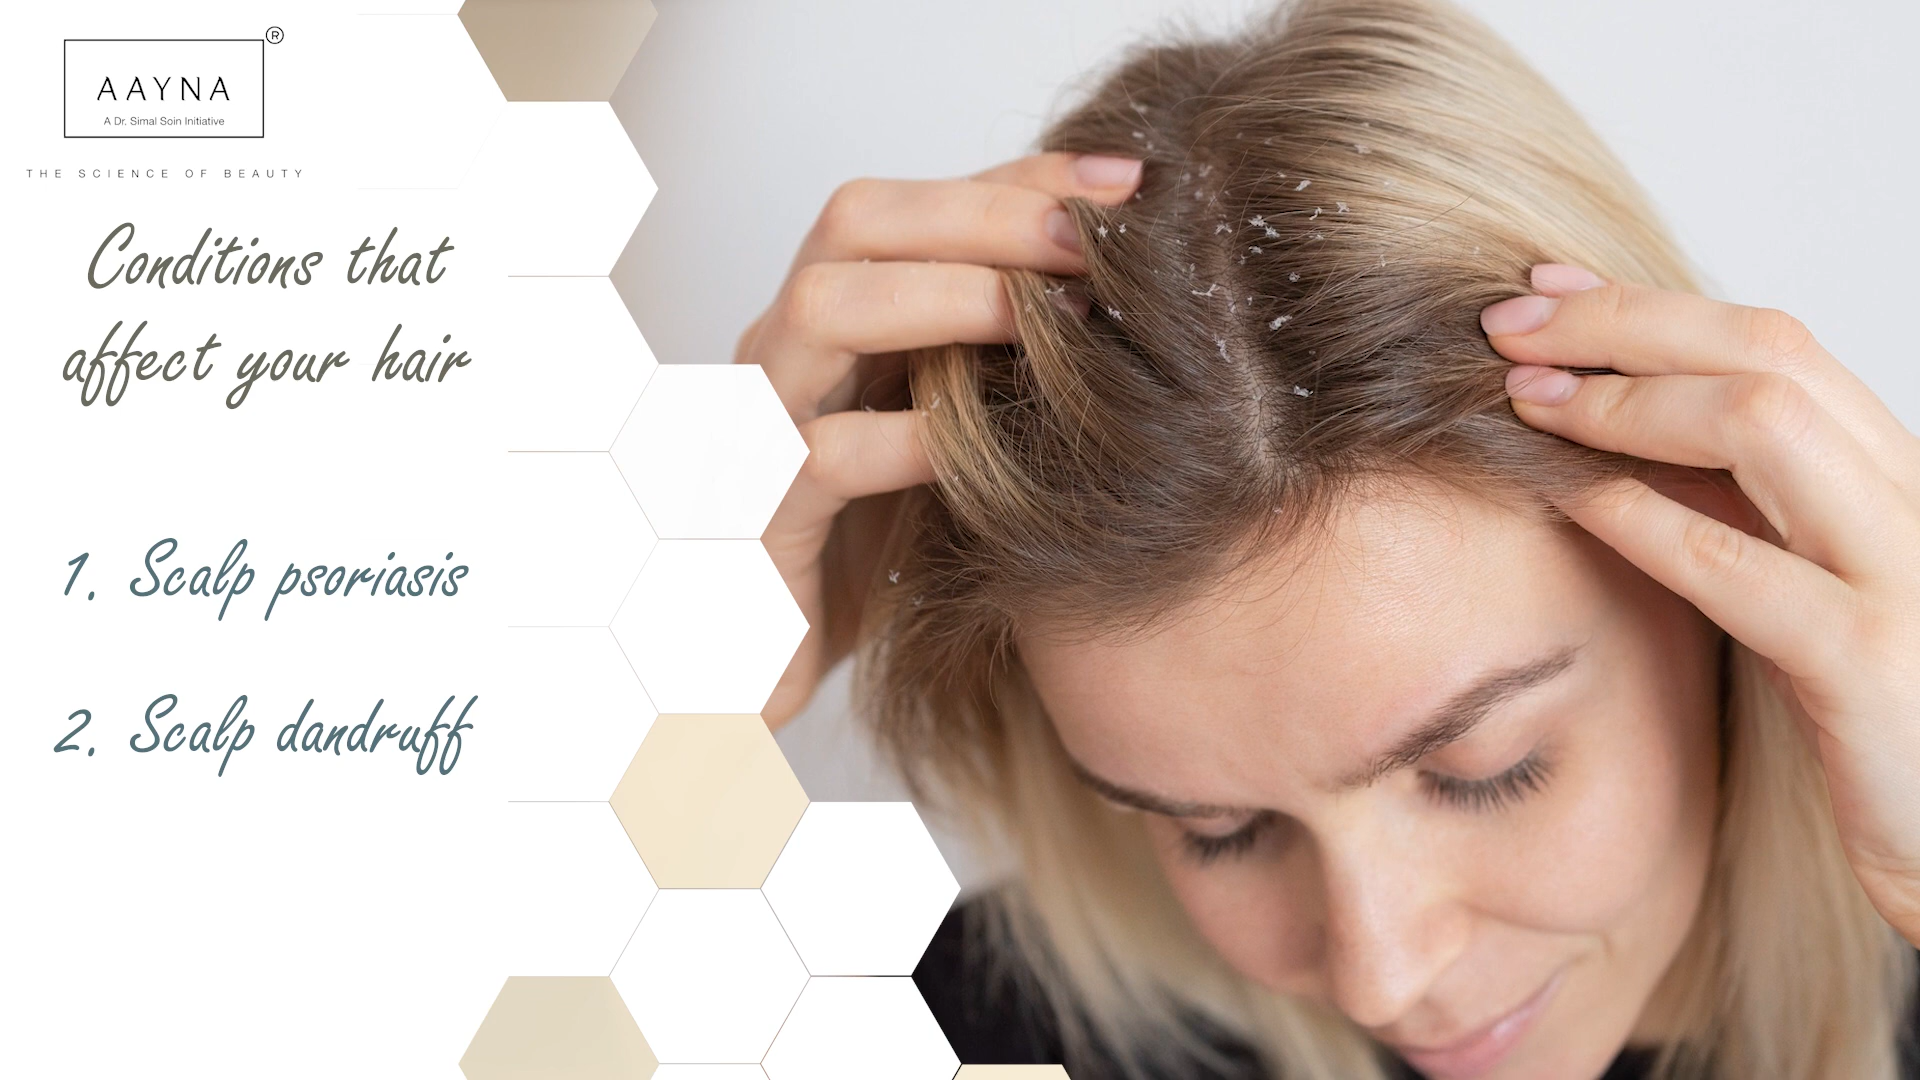 ®
AAYNA
A Dr. Simal Soin Initiative
THE SCIENCE OF BEAUTY
Conditions that
affect your hair
1. Scalp psoriasis
2. Scalp dandruff